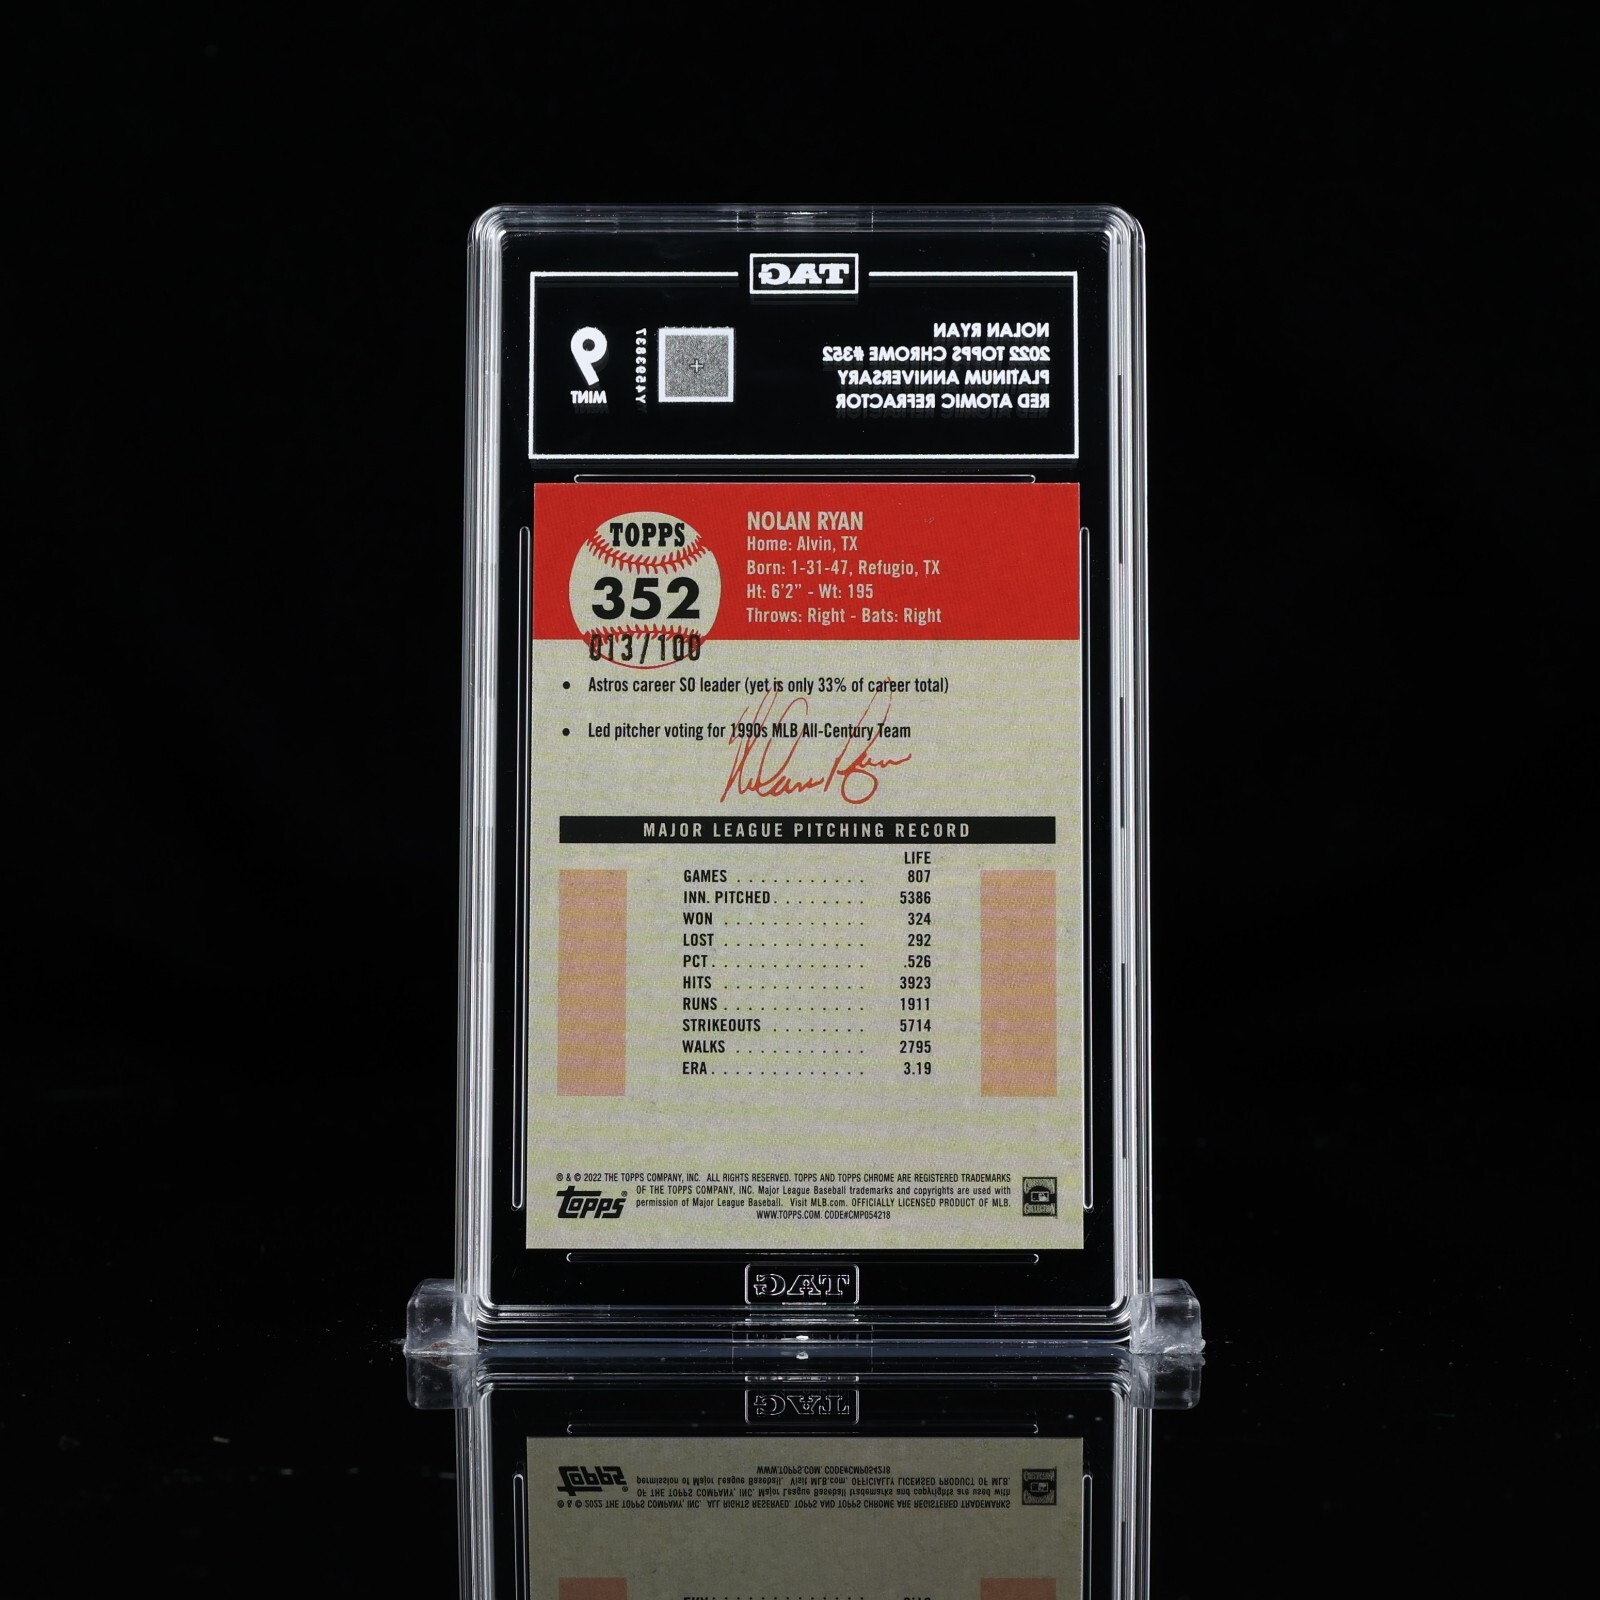 TAG
NOLAN RYAN
2022 TOPPS CHROME #352
PLATINUM ANNIVERSARY
RED ATOMIC REFRACTOR
Y4593837
9
MINT
TOPPS
352
013/100
NOLAN RYAN
Home: Alvin, TX
Born: 1-31-47, Refugio, TX
Ht: 6'2" - Wt: 195
Throws: Right - Bats: Right
• Astros career SO leader (yet is only 33% of career total)
• Led pitcher voting for 1990s MLB All-Century Team
Nolan Ryan
MAJOR LEAGUE PITCHING RECORD
LIFE
GAMES . . . . . . . . . . . 807
INN. PITCHED . . . . . . . . 5386
WON . . . . . . . . . . . . 324
LOST . . . . . . . . . . . . 292
PCT . . . . . . . . . . . . .526
HITS . . . . . . . . . . . . 3923
RUNS . . . . . . . . . . . . 1911
STRIKEOUTS . . . . . . . . 5714
WALKS . . . . . . . . . . . 2795
ERA . . . . . . . . . . . . . 3.19
® & © 2022 THE TOPPS COMPANY, INC. ALL RIGHTS RESERVED. TOPPS AND TOPPS CHROME ARE REGISTERED TRADEMARKS
OF THE TOPPS COMPANY, INC. Major League Baseball trademarks and copyrights are used with
permission of Major League Baseball. Visit MLB.com. OFFICIALLY LICENSED PRODUCT OF MLB.
WWW.TOPPS.COM. CODE#CMP054218
Topps®
COLLECTION
TAG